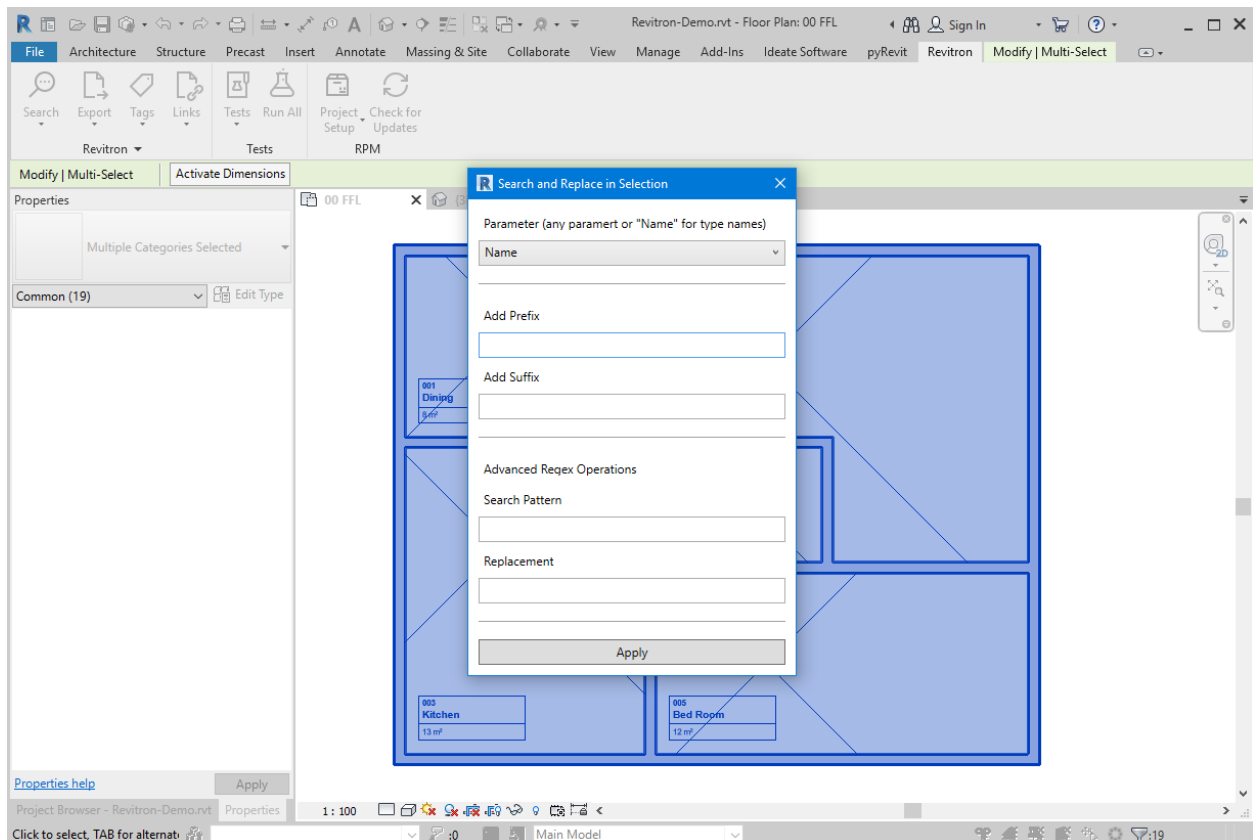 R
Revitron-Demo.rvt - Floor Plan: 00 FFL
Sign In
File Architecture Structure Precast Insert Annotate Massing & Site Collaborate View Manage Add-Ins Ideate Software pyRevit Revitron Modify | Multi-Select
Search Export Tags Links Tests Run All Project Setup Check for Updates
Revitron Tests RPM
Modify | Multi-Select Activate Dimensions
Properties
00 FFL
Multiple Categories Selected
Common (19) Edit Type
R Search and Replace in Selection
Parameter (any paramert or "Name" for type names)
Name
Add Prefix
Add Suffix
Advanced Regex Operations
Search Pattern
Replacement
Apply
2D
001
Dining
8 m²
003
Kitchen
13 m²
005
Bed Room
12 m²
Properties help Apply
Project Browser - Revitron-Demo.rvt Properties
1 : 100
Click to select, TAB for alternat
:0
Main Model
:19